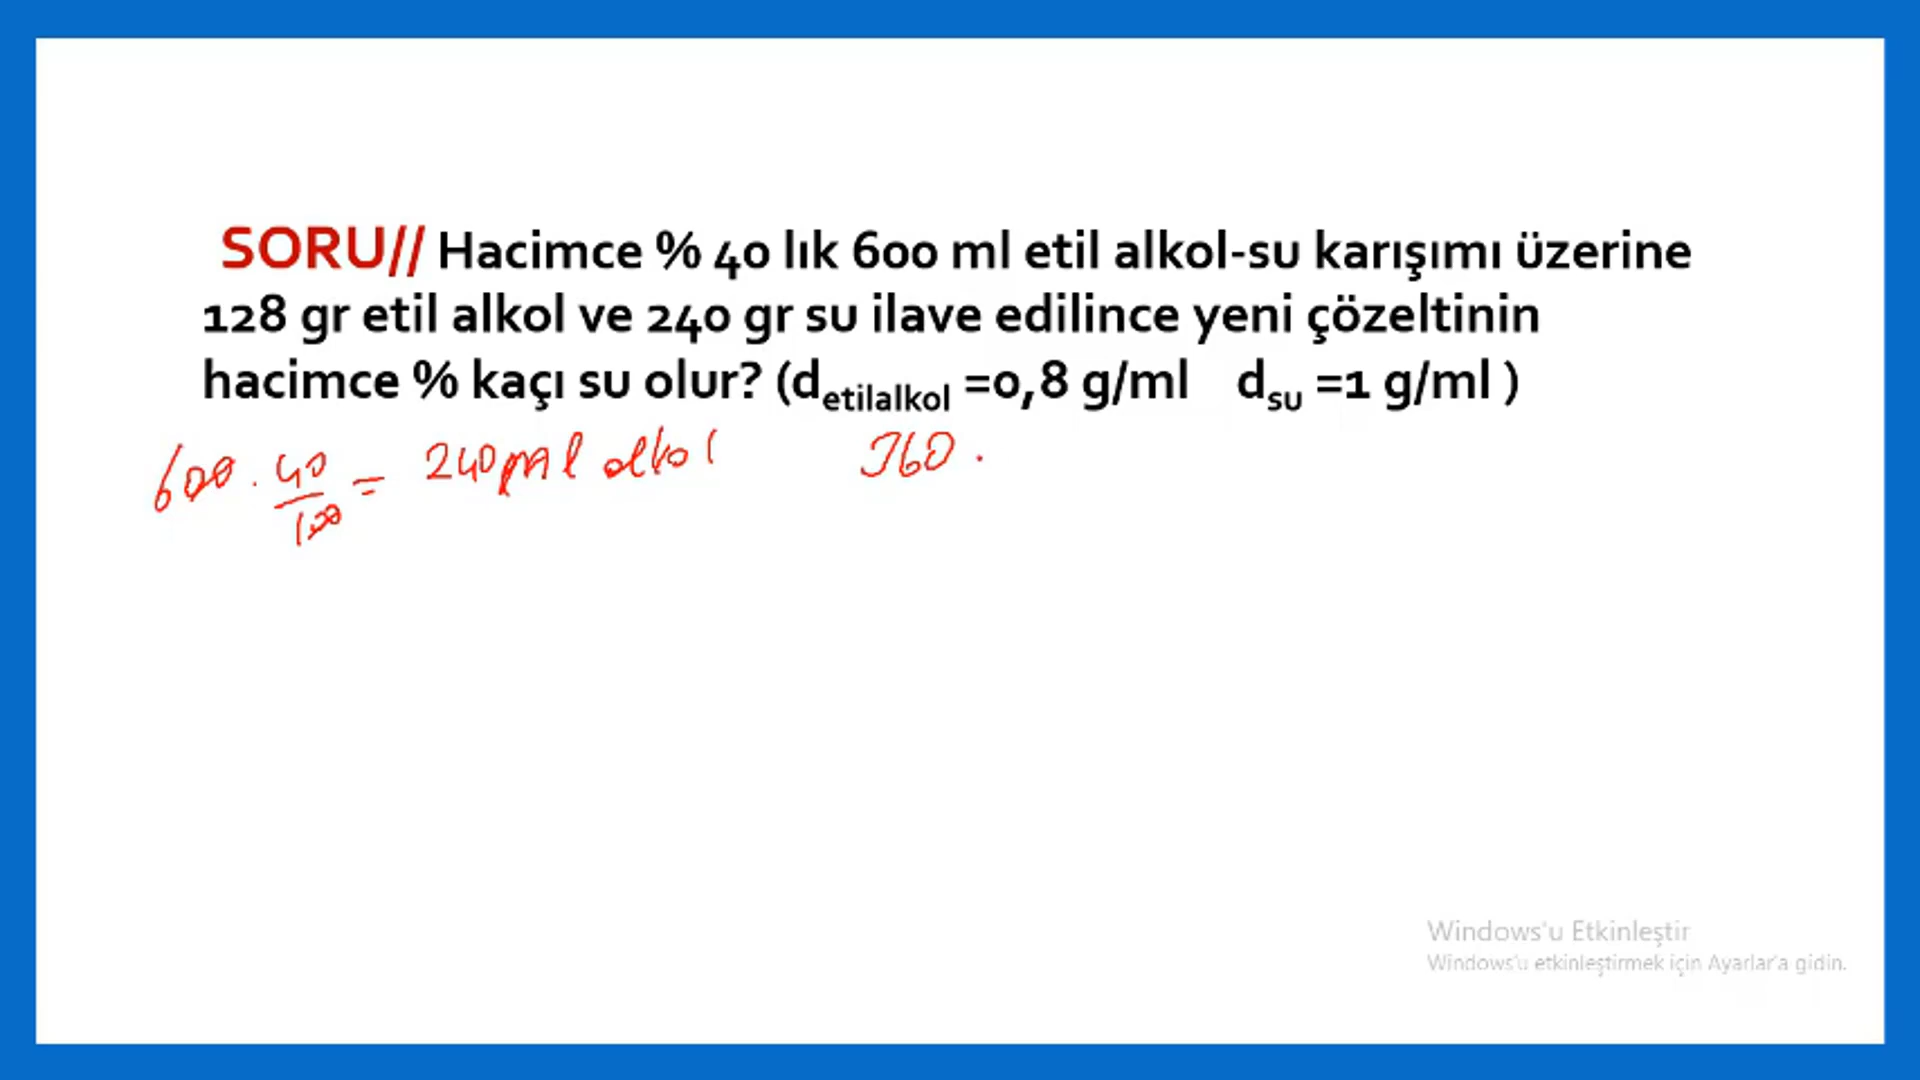 SORU// Hacimce % 40 lık 600 ml etil alkol-su karışımı üzerine
128 gr etil alkol ve 240 gr su ilave edilince yeni çözeltinin
hacimce % kaçı su olur? (detilalkol =0,8 g/ml dsu =1 g/ml )
600 . 40/100 = 240 ml alkol 360 .
Windows'u Etkinleştir
Windows'u etkinleştirmek için Ayarlar'a gidin.